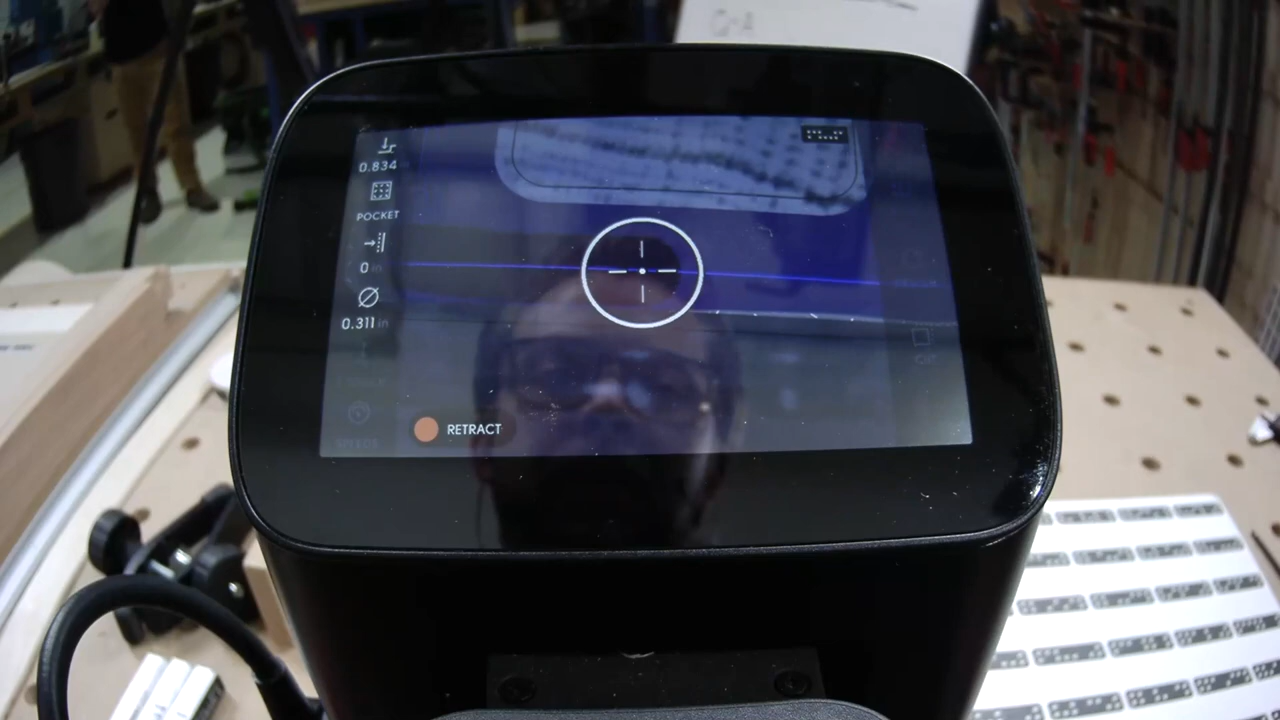 0.834
POCKET
0 in
0.311 in
RETRACT